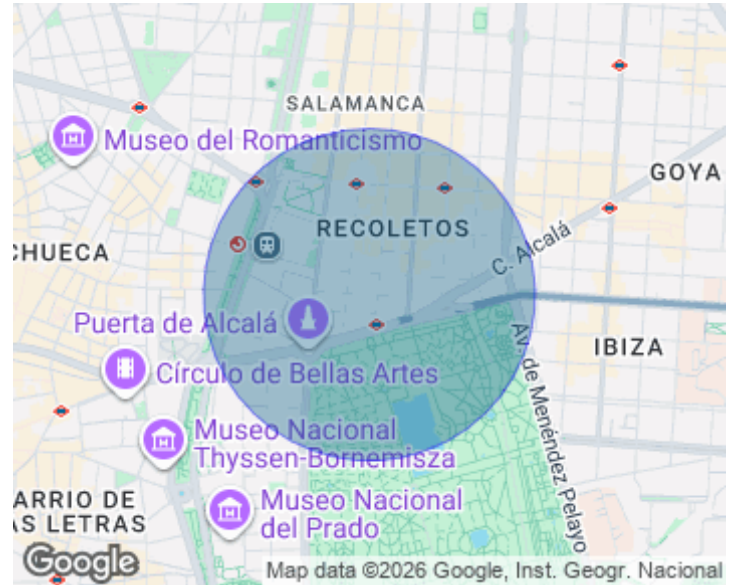 SALAMANCA
Museo del Romanticismo
GOYA
RECOLETOS
CHUECA
C. Alcalá
Puerta de Alcalá
IBIZA
Círculo de Bellas Artes
Av. de Menéndez Pelayo
Museo Nacional
Thyssen-Bornemisza
ARRIO DE
AS LETRAS
Museo Nacional
del Prado
Google
Map data ©2026 Google, Inst. Geogr. Nacional